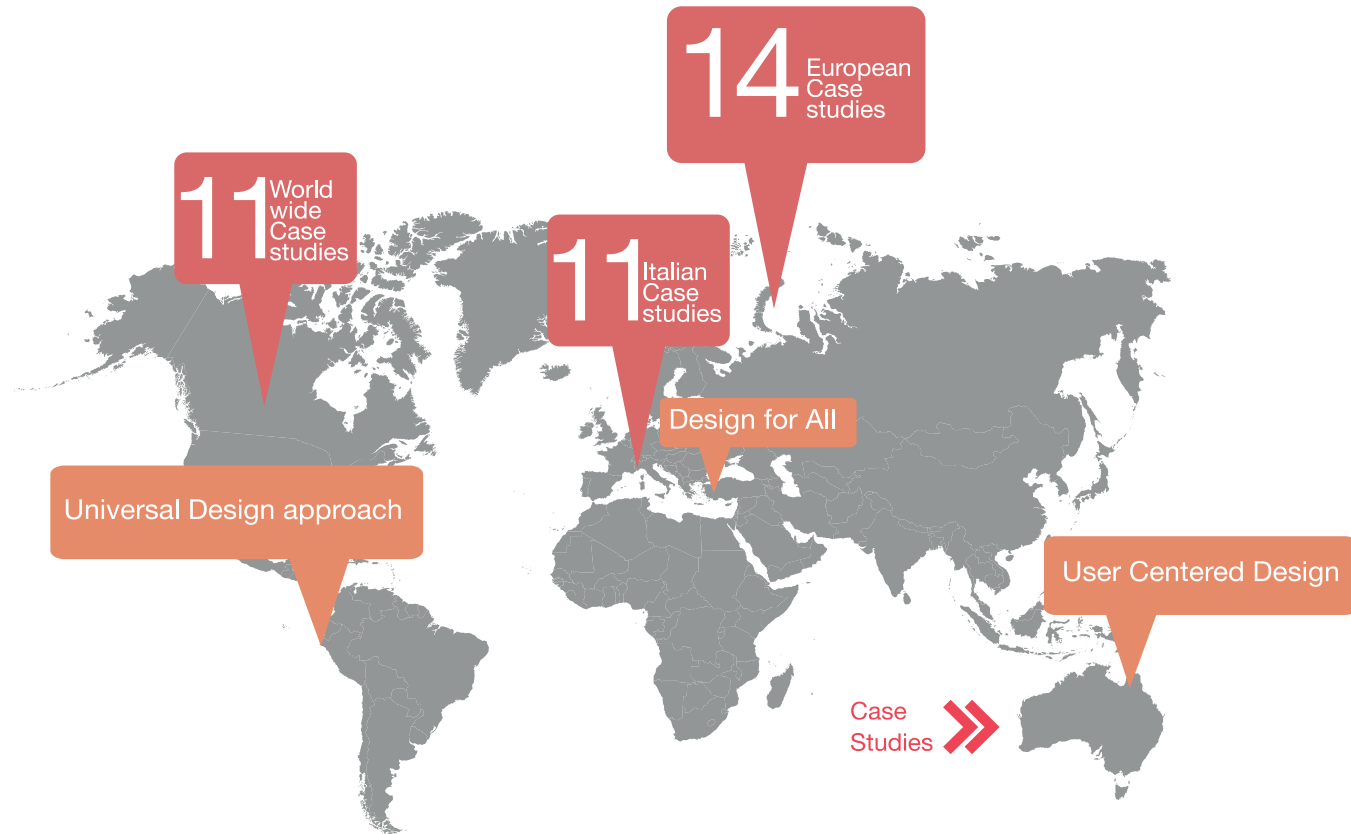 14
European
Case
studies
11
World
wide
Case
studies
11
Italian
Case
studies
Design for All
Universal Design approach
User Centered Design
Case
Studies